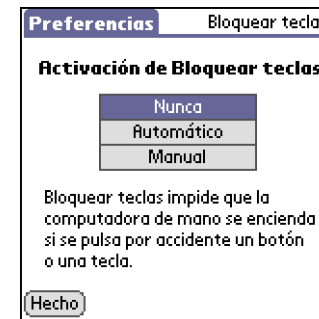 Preferencias Bloquear tecla
Activación de Bloquear teclas
Nunca
Automático
Manual
Bloquear teclas impide que la
computadora de mano se encienda
si se pulsa por accidente un botón
o una tecla.
Hecho